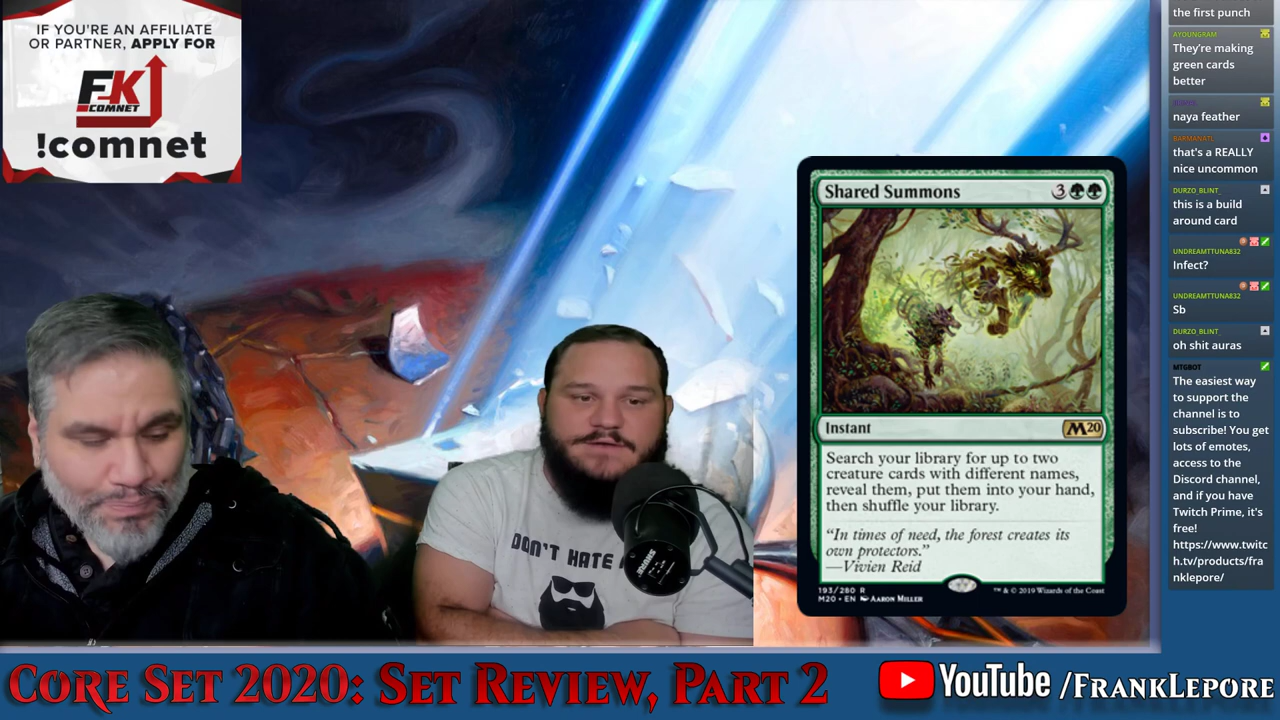 IF YOU'RE AN AFFILIATE
OR PARTNER, APPLY FOR
FK
COMNET
!comnet
DON'T HATE
SHURE
Shared Summons 3
Instant
M20
Search your library for up to two
creature cards with different names,
reveal them, put them into your hand,
then shuffle your library.
"In times of need, the forest creates its
own protectors."
—Vivien Reid
193/280 R
M20 • EN AARON MILLER
™ & © 2019 Wizards of the Coast
the first punch
AYOUNGRAM
They're making
green cards
better
naya feather
BARMANATL
that's a REALLY
nice uncommon
DURZO_BLINT_
this is a build
around card
UNDREAMTTUNA832
Infect?
UNDREAMTTUNA832
Sb
DURZO_BLINT_
oh shit auras
MTGBOT
The easiest way
to support the
channel is to
subscribe! You get
lots of emotes,
access to the
Discord channel,
and if you have
Twitch Prime, it's
free!
https://www.twitc
h.tv/products/fra
nklepore/
CORE SET 2020: SET REVIEW, PART 2
YouTube /FRANKLEPORE